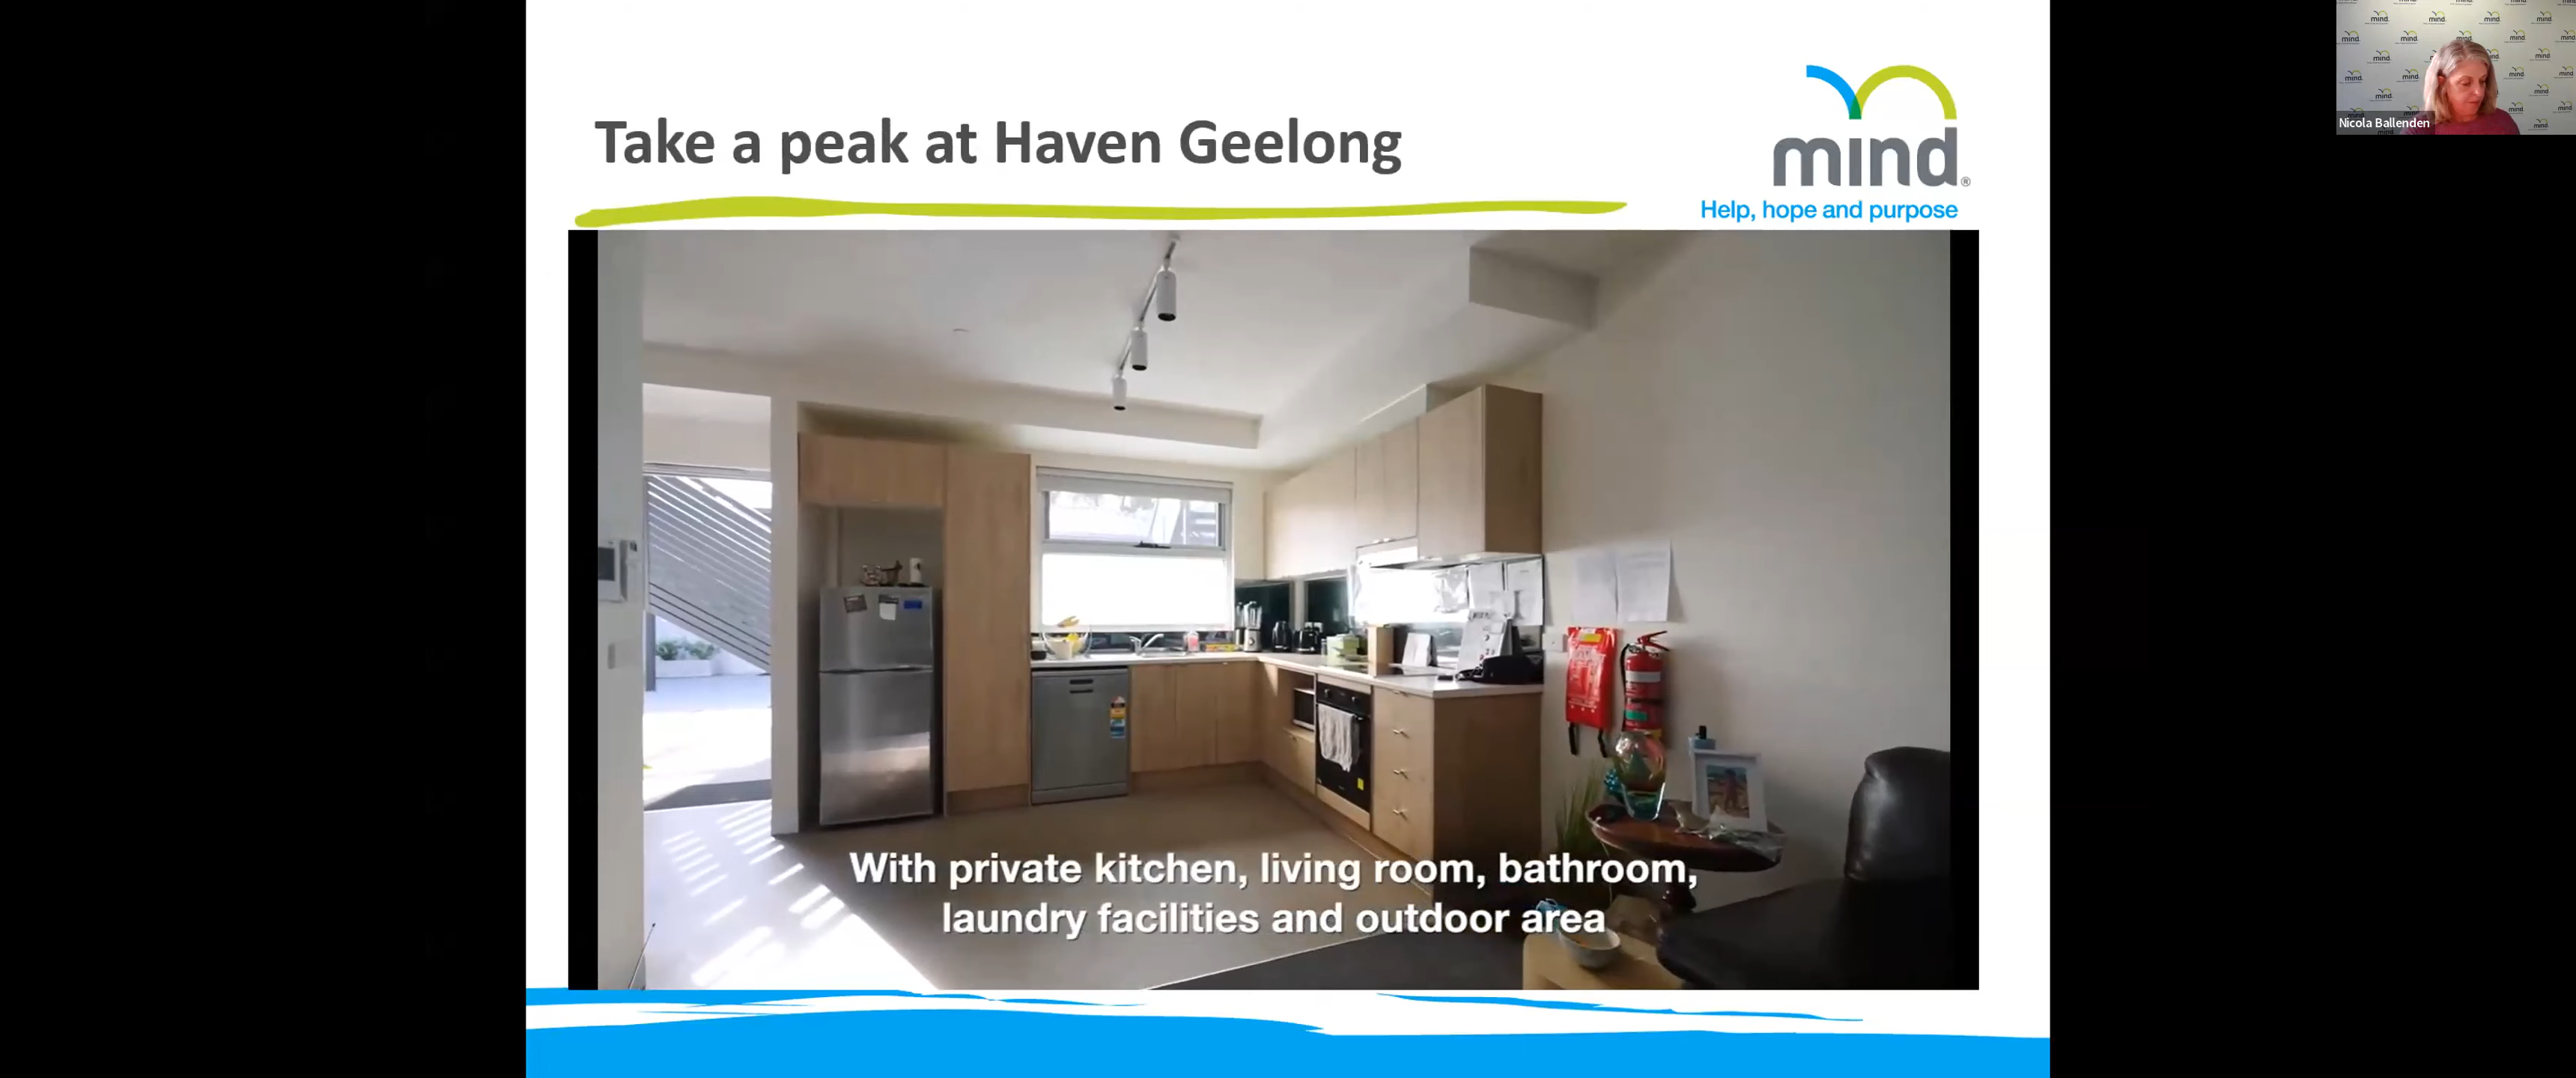 Take a peak at Haven Geelong
mind®
Help, hope and purpose
Nicola Ballenden
With private kitchen, living room, bathroom,
laundry facilities and outdoor area